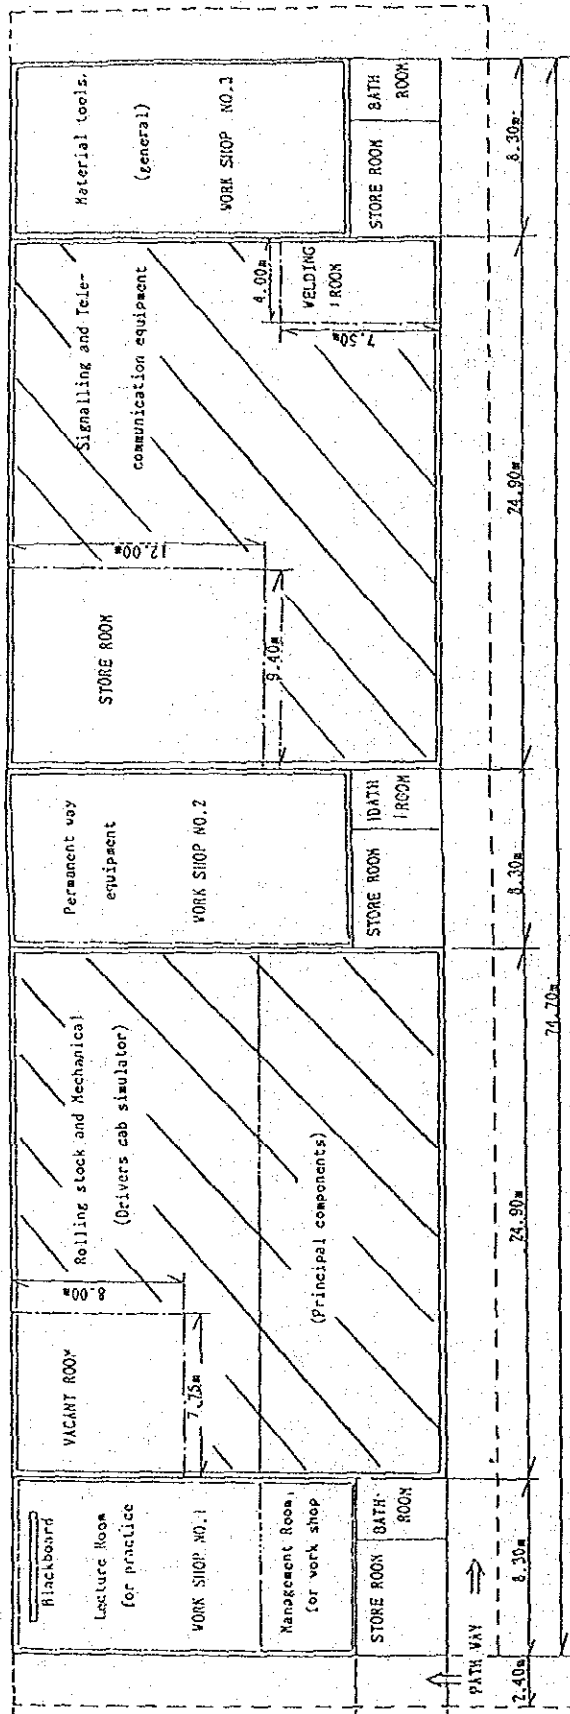 Blackboard
Lecture Room
for practice
WORK SHOP NO.1
Management Room
for work shop
STORE ROOM
BATH
ROOM
PATH WAY
2.40m
8.30m
VACANT ROOM
7.75m
8.00m
Rolling stock and Mechanical
(Drivers cab simulator)
(Principal components)
24.90m
Permanent way
equipment
WORK SHOP NO.2
STORE ROOM
BATH
ROOM
8.30m
74.70m
STORE ROOM
9.40m
12.00m
Signalling and Tele-
communication equipment
4.00m
WELDING
ROOM
7.50m
24.90m
Material tools.
(general)
WORK SHOP NO.3
STORE ROOM
BATH
ROOM
8.30m